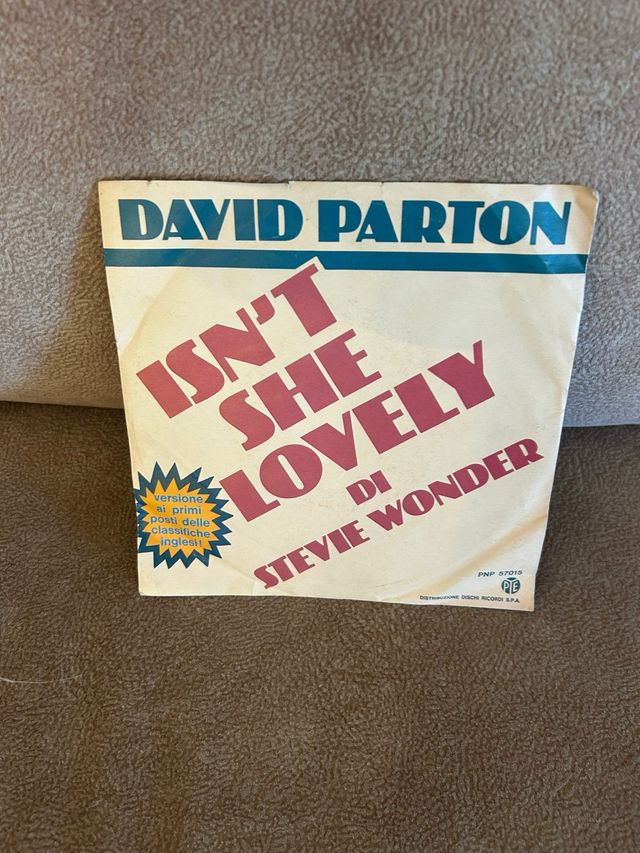 DAVID PARTON
ISN'T
SHE
LOVELY
DI
STEVIE WONDER
versione
ai primi
posti delle
classifiche
inglesi!
PNP 57015
PYE
DISTRIBUZIONE DISCHI RICORDI S.P.A.